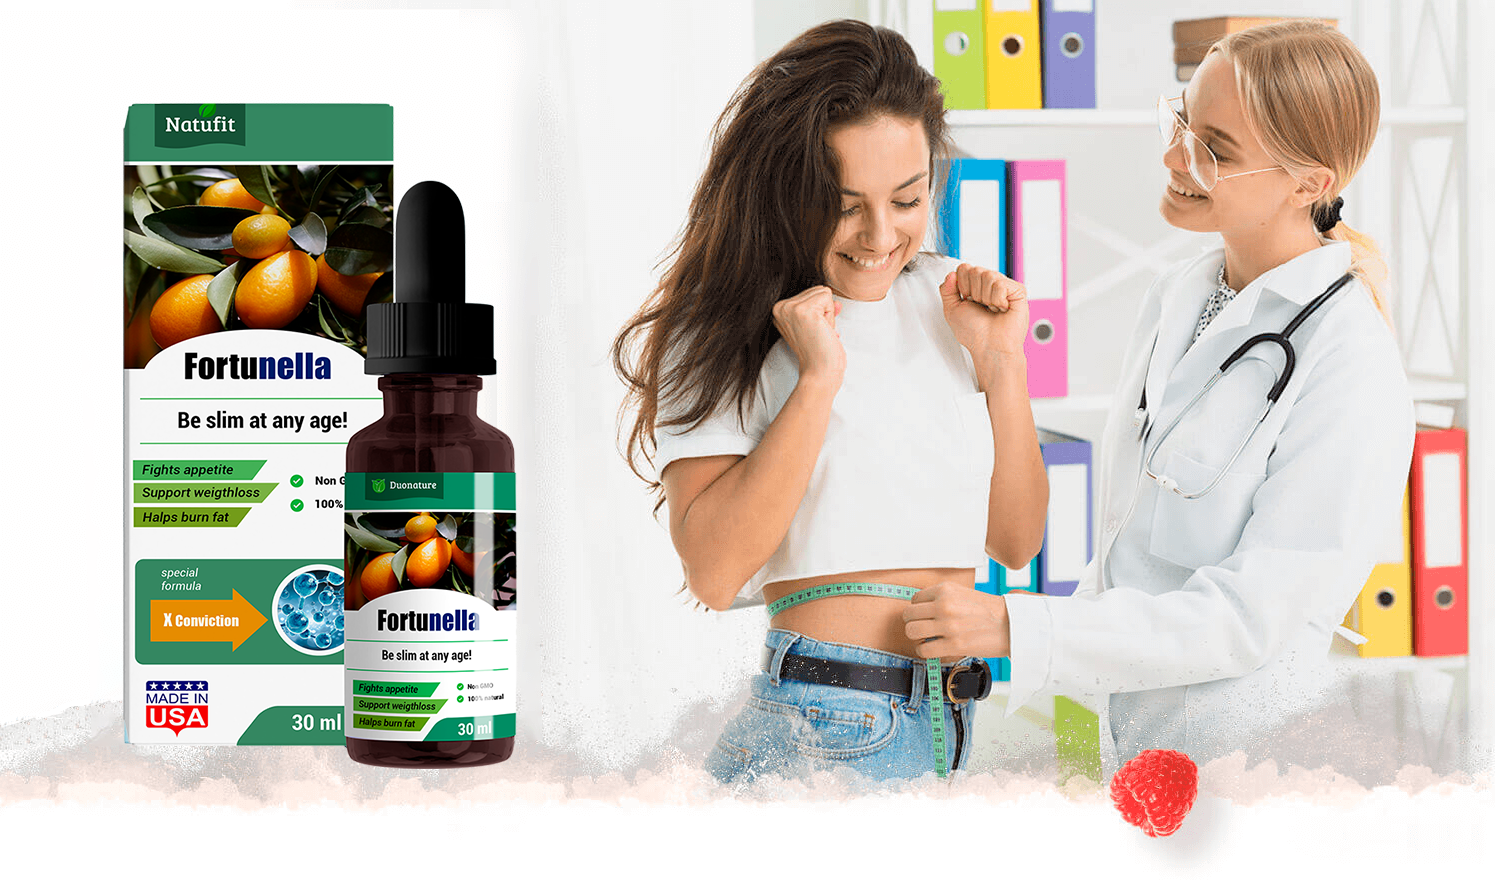 Natufit
Fortunella
Be slim at any age!
Fights appetite
Support weigthloss
Halps burn fat
Non G
100%
special
formula
X Conviction
MADE IN
USA
30 ml
Duonature
Fortunella
Be slim at any age!
Fights appetite
Support weigthloss
Halps burn fat
Non GMO
100% natural
30 ml